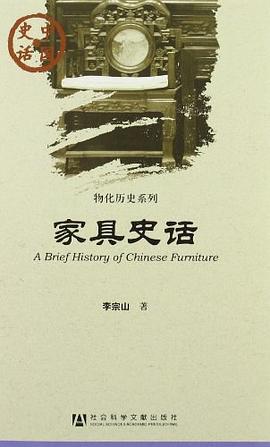 中国
史话
物化历史系列
家具史话
A Brief History of Chinese Furniture
李宗山 著
社会科学文献出版社
SOCIAL SCIENCES ACADEMIC PRESS(CHINA)